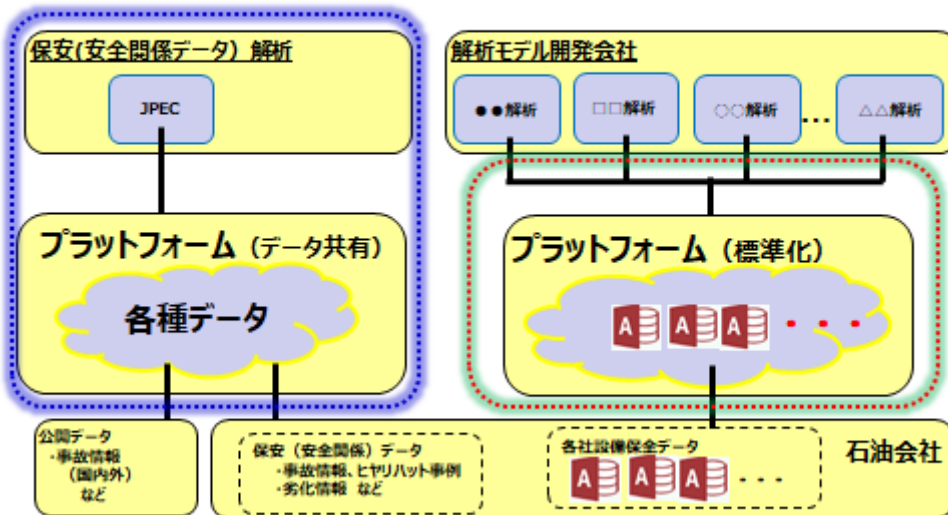 保安(安全関係データ）解析
JPEC
プラットフォーム（データ共有）
各種データ
公開データ
・事故情報
（国内外）
など
解析モデル開発会社
●●解析
□□解析
○○解析
・・・
△△解析
プラットフォーム（標準化）
A A A ・・・
保安（安全関係）データ
・事故情報、ヒヤリハット事例
・劣化情報 など
各社設備保全データ
A A A ・・・
石油会社